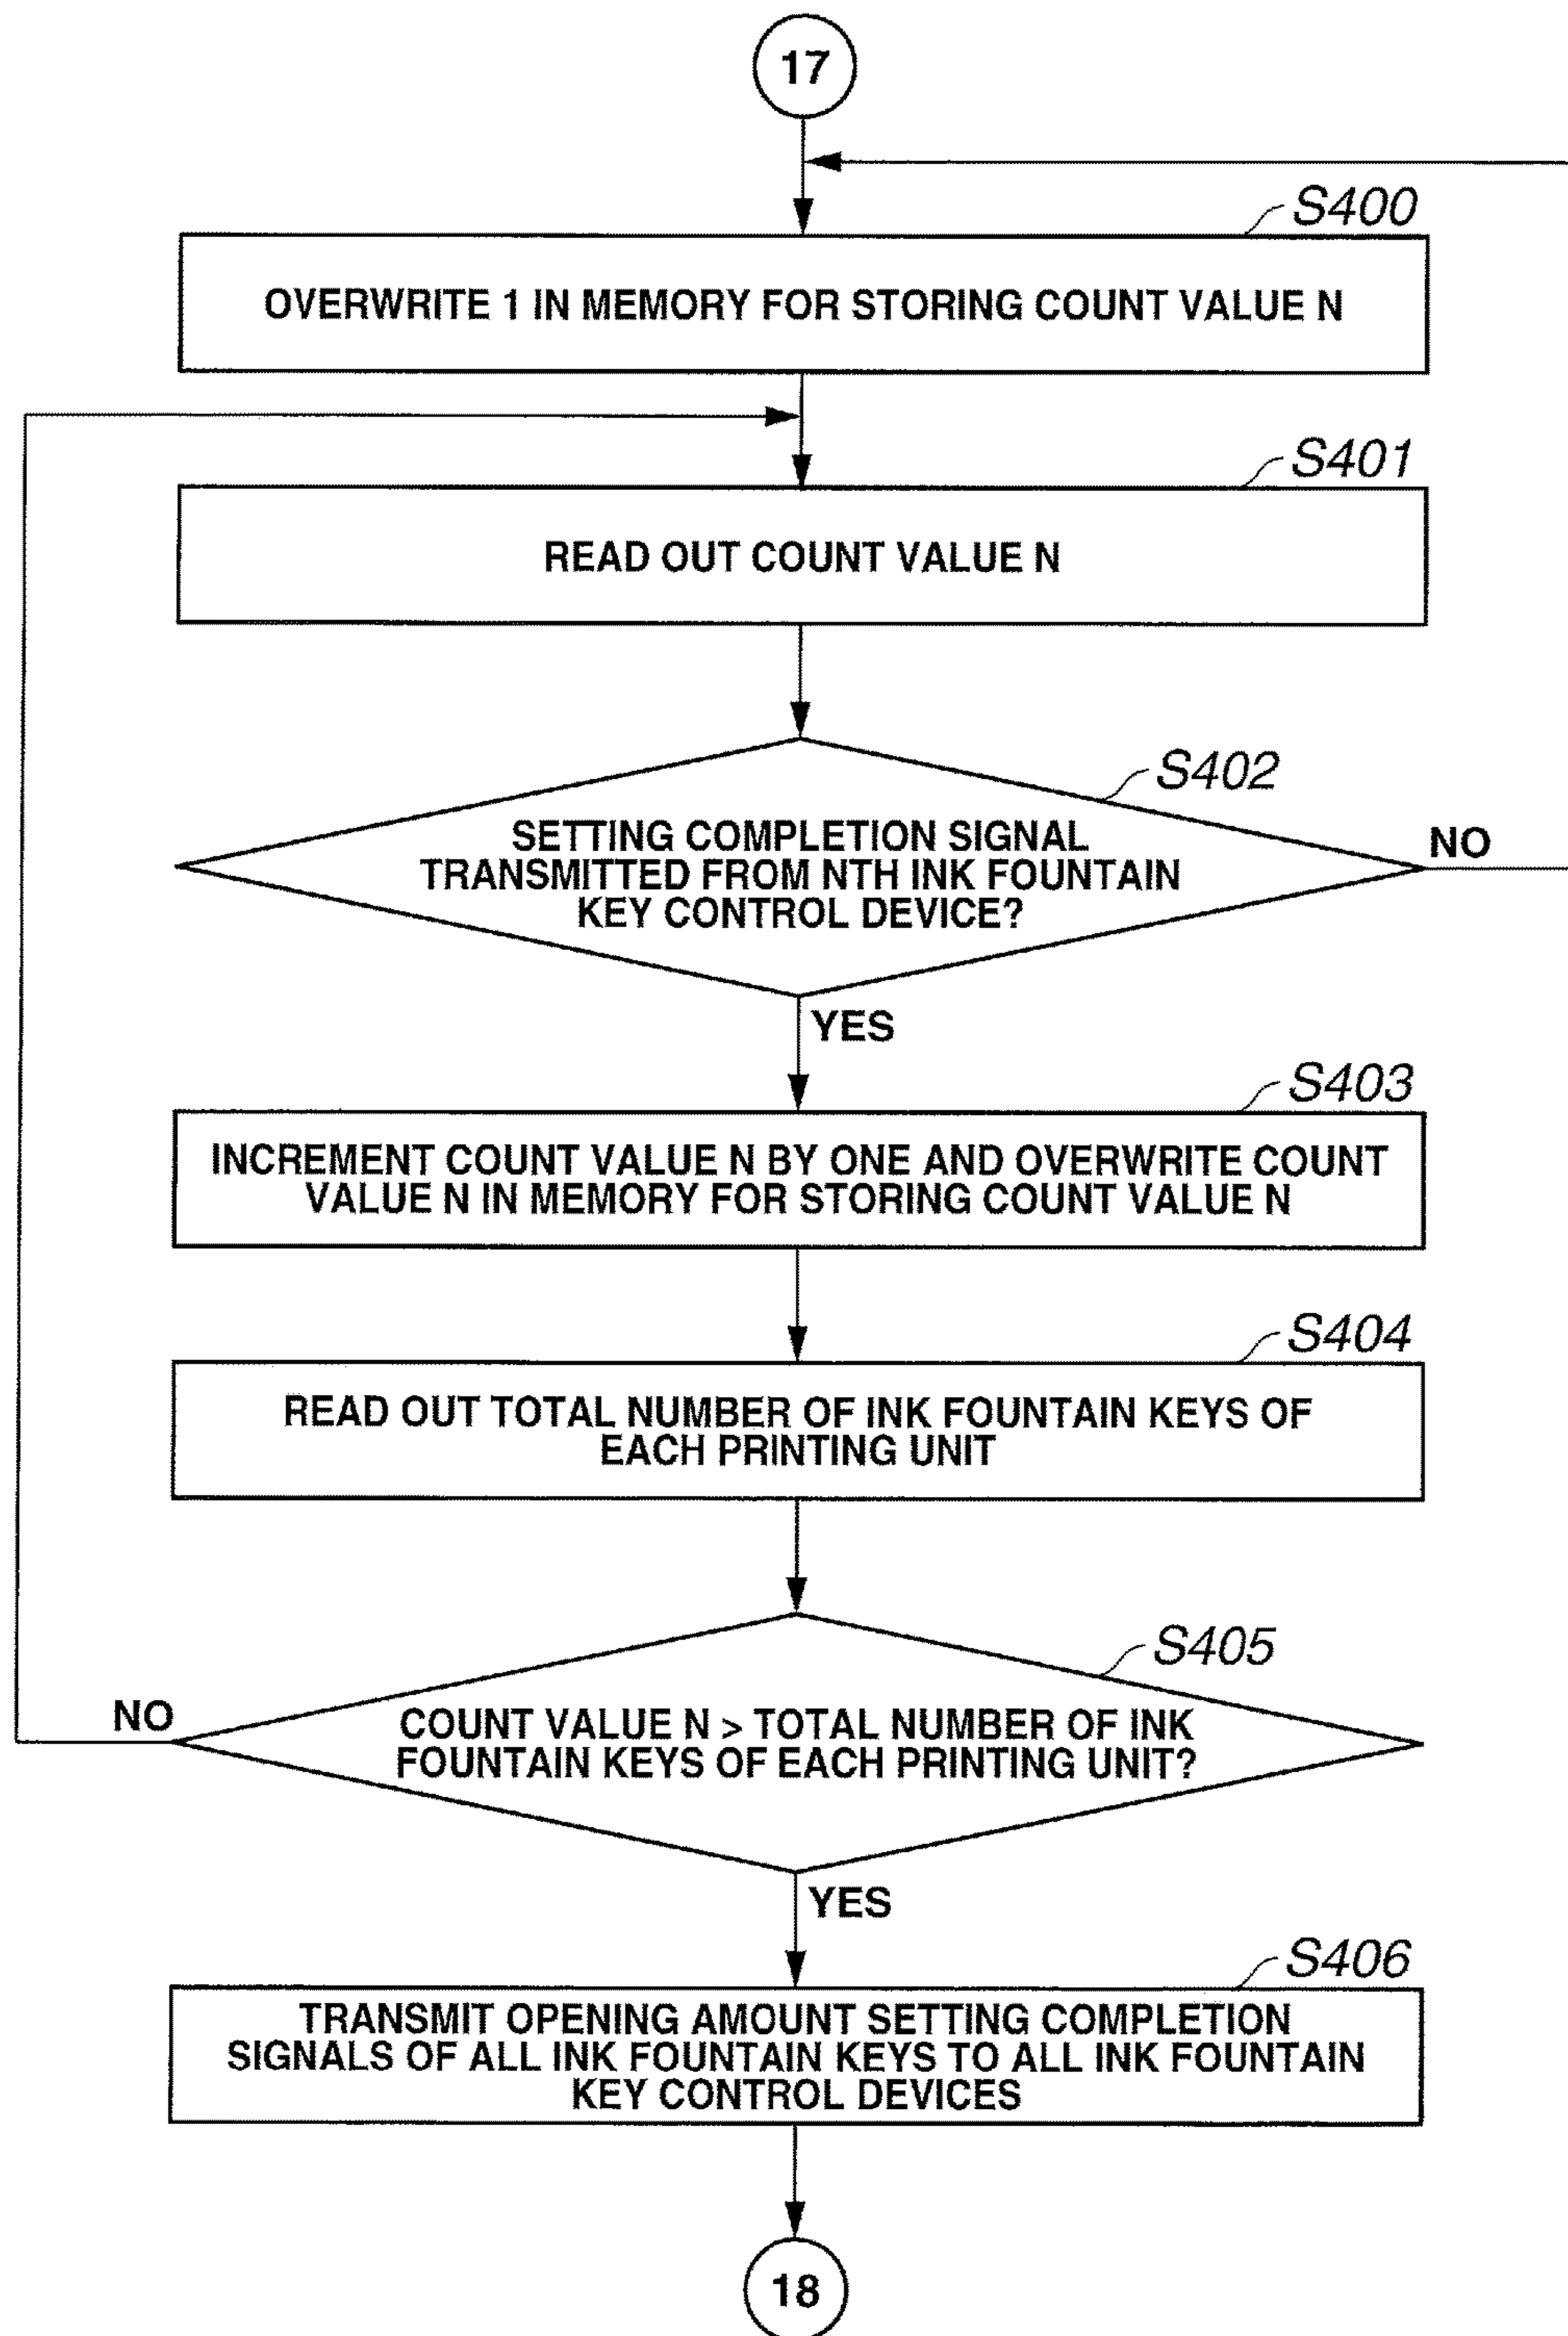 17
S400
OVERWRITE 1 IN MEMORY FOR STORING COUNT VALUE N
S401
READ OUT COUNT VALUE N
S402
SETTING COMPLETION SIGNAL
TRANSMITTED FROM NTH INK FOUNTAIN
KEY CONTROL DEVICE?
NO
YES
S403
INCREMENT COUNT VALUE N BY ONE AND OVERWRITE COUNT
VALUE N IN MEMORY FOR STORING COUNT VALUE N
S404
READ OUT TOTAL NUMBER OF INK FOUNTAIN KEYS OF
EACH PRINTING UNIT
S405
NO
COUNT VALUE N > TOTAL NUMBER OF INK
FOUNTAIN KEYS OF EACH PRINTING UNIT?
YES
S406
TRANSMIT OPENING AMOUNT SETTING COMPLETION
SIGNALS OF ALL INK FOUNTAIN KEYS TO ALL INK FOUNTAIN
KEY CONTROL DEVICES
18